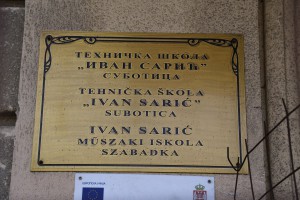 ТЕХНИЧКА ШКОЛА
„ИВАН САРИЋ"
СУБОТИЦА
TEHNIČKA ŠKOLA
„IVAN SARIĆ"
SUBOTICA
IVAN SARIĆ
MŰSZAKI ISKOLA
SZABADKA